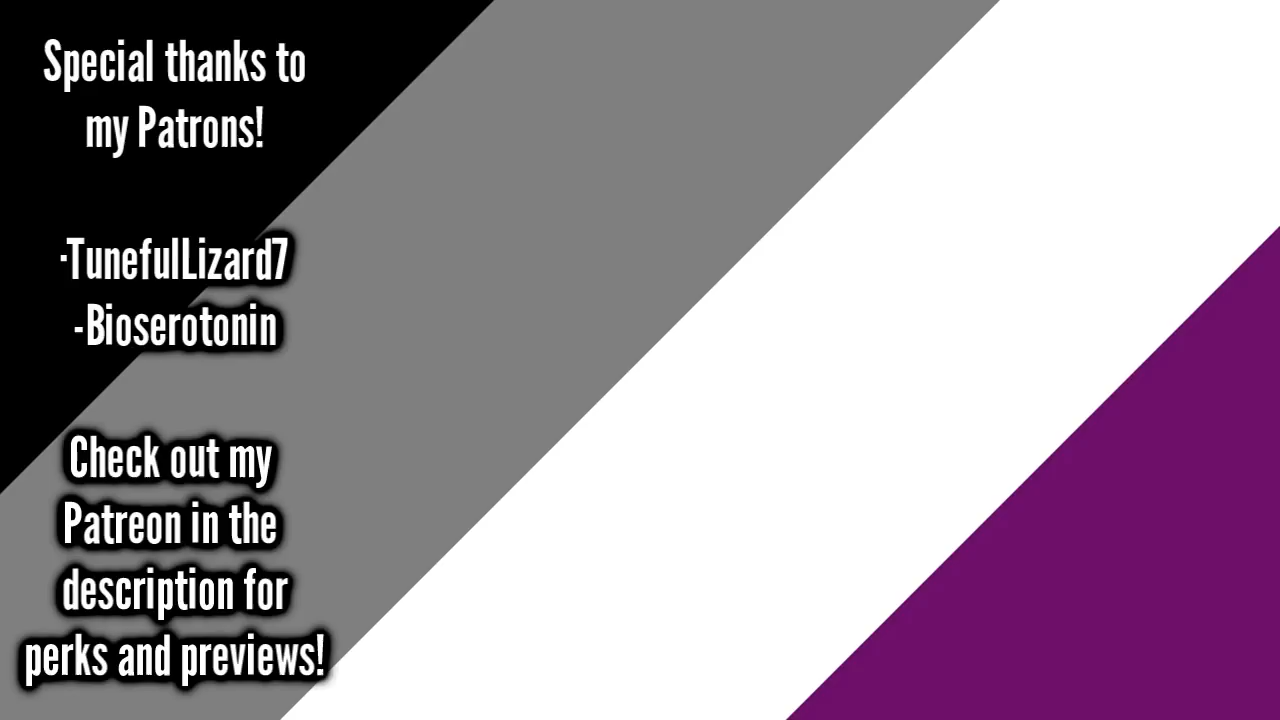 Special thanks to
my Patrons!
-TunefulLizard7
-Bioserotonin
Check out my
Patreon in the
description for
perks and previews!